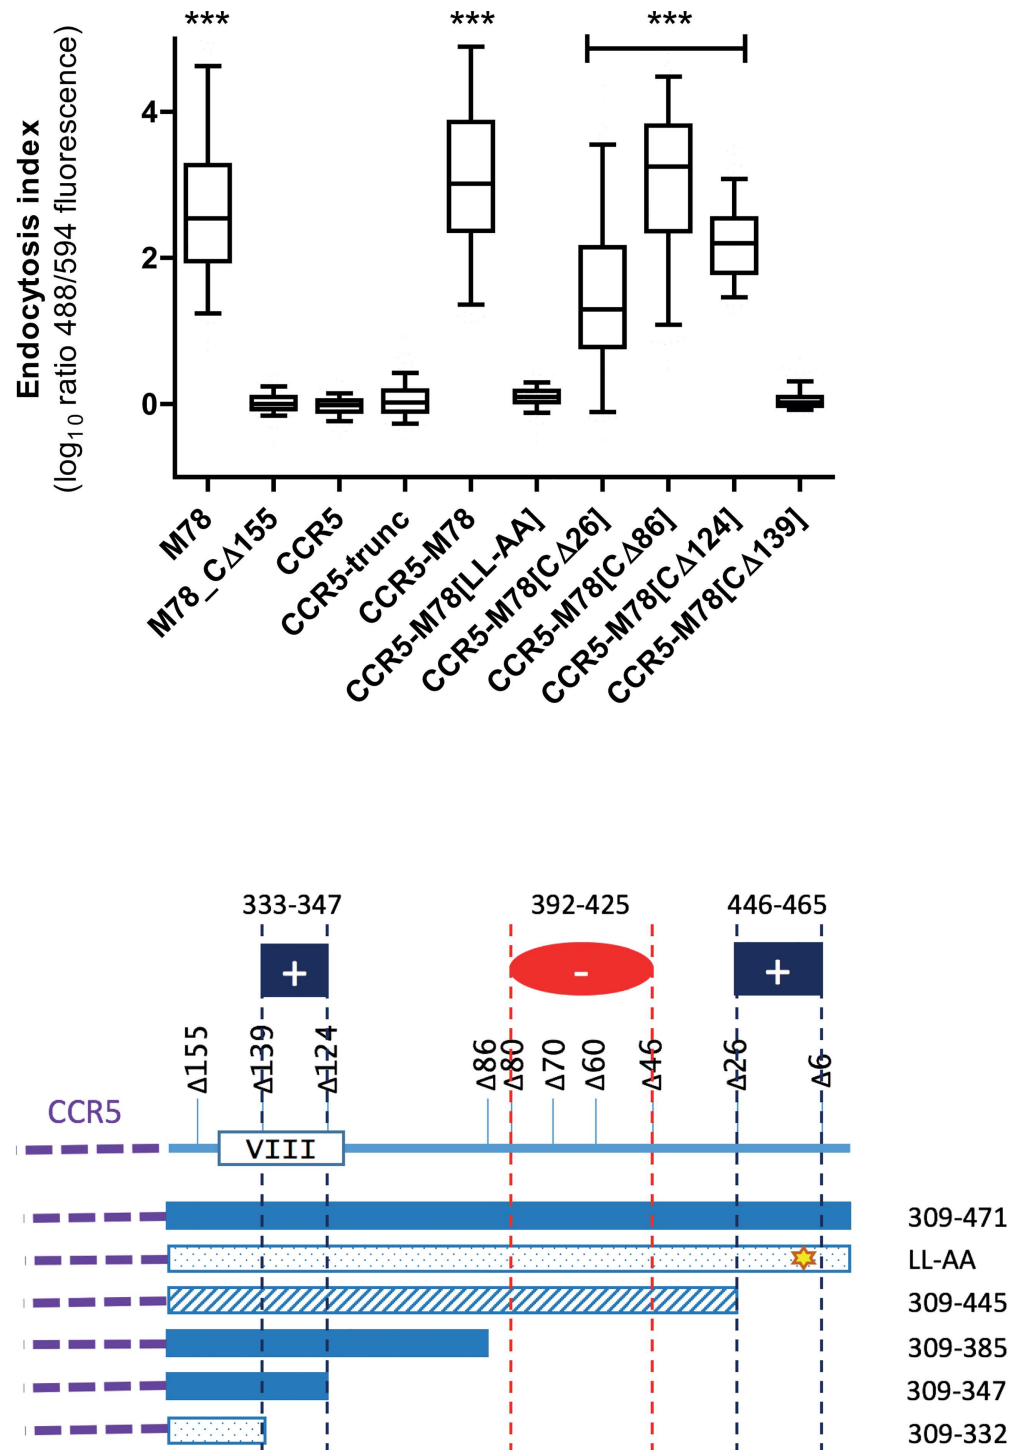 *** *** ***
Endocytosis index
(log10 ratio 488/594 fluorescence)
4
2
0
M78
M78_CΔ155
CCR5
CCR5-trunc
CCR5-M78
CCR5-M78[LL-AA]
CCR5-M78[CΔ26]
CCR5-M78[CΔ86]
CCR5-M78[CΔ124]
CCR5-M78[CΔ139]
333-347 392-425 446-465
+ - +
Δ155 Δ139 Δ124 Δ86 Δ80 Δ70 Δ60 Δ46 Δ26 Δ6
CCR5
VIII
309-471
LL-AA
309-445
309-385
309-347
309-332